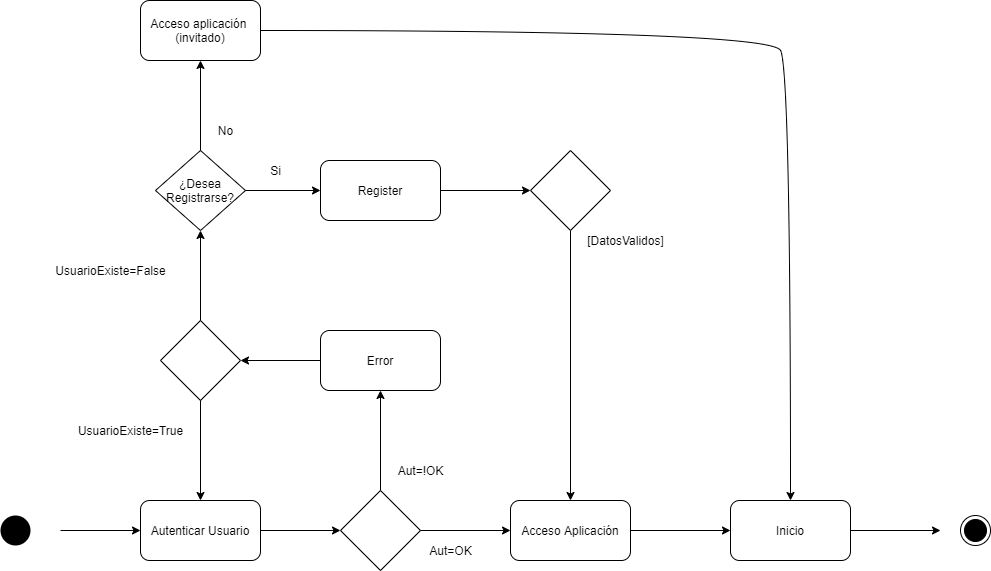 Acceso aplicación
(invitado)
No
¿Desea
Registrarse?
Si
Register
[DatosValidos]
UsuarioExiste=False
Error
UsuarioExiste=True
Aut=!OK
Autenticar Usuario
Aut=OK
Acceso Aplicación
Inicio